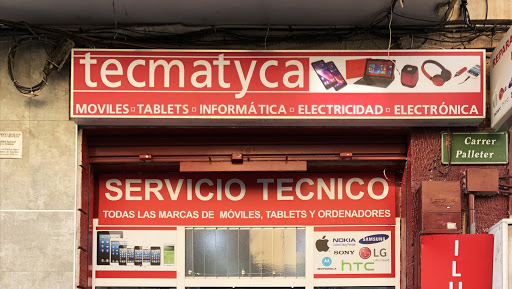 tecmatyca
MOVILES▫TABLETS▫INFORMÁTICA▫ELECTRICIDAD▫ELECTRÓNICA
Carrer
Palleter
SERVICIO TECNICO
TODAS LAS MARCAS DE MÓVILES, TABLETS Y ORDENADORES
NOKIA SAMSUNG
SONY LG
MOTOROLA hTC
I L U